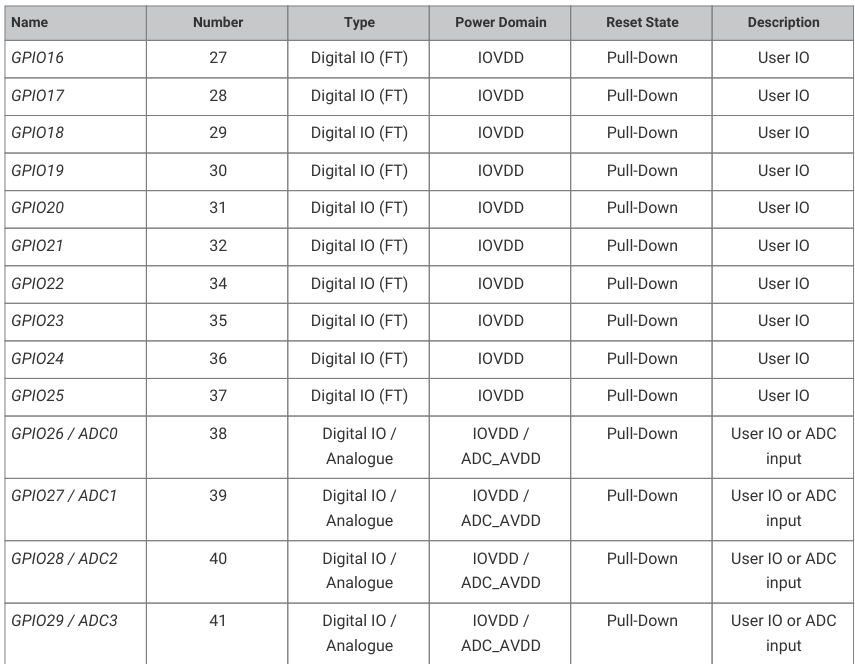 Name Number Type Power Domain Reset State Description
GPIO16 27 Digital IO (FT) IOVDD Pull-Down User IO
GPIO17 28 Digital IO (FT) IOVDD Pull-Down User IO
GPIO18 29 Digital IO (FT) IOVDD Pull-Down User IO
GPIO19 30 Digital IO (FT) IOVDD Pull-Down User IO
GPIO20 31 Digital IO (FT) IOVDD Pull-Down User IO
GPIO21 32 Digital IO (FT) IOVDD Pull-Down User IO
GPIO22 34 Digital IO (FT) IOVDD Pull-Down User IO
GPIO23 35 Digital IO (FT) IOVDD Pull-Down User IO
GPIO24 36 Digital IO (FT) IOVDD Pull-Down User IO
GPIO25 37 Digital IO (FT) IOVDD Pull-Down User IO
GPIO26 / ADC0 38 Digital IO / IOVDD / Pull-Down User IO or ADC
Analogue ADC_AVDD input
GPIO27 / ADC1 39 Digital IO / IOVDD / Pull-Down User IO or ADC
Analogue ADC_AVDD input
GPIO28 / ADC2 40 Digital IO / IOVDD / Pull-Down User IO or ADC
Analogue ADC_AVDD input
GPIO29 / ADC3 41 Digital IO / IOVDD / Pull-Down User IO or ADC
Analogue ADC_AVDD input